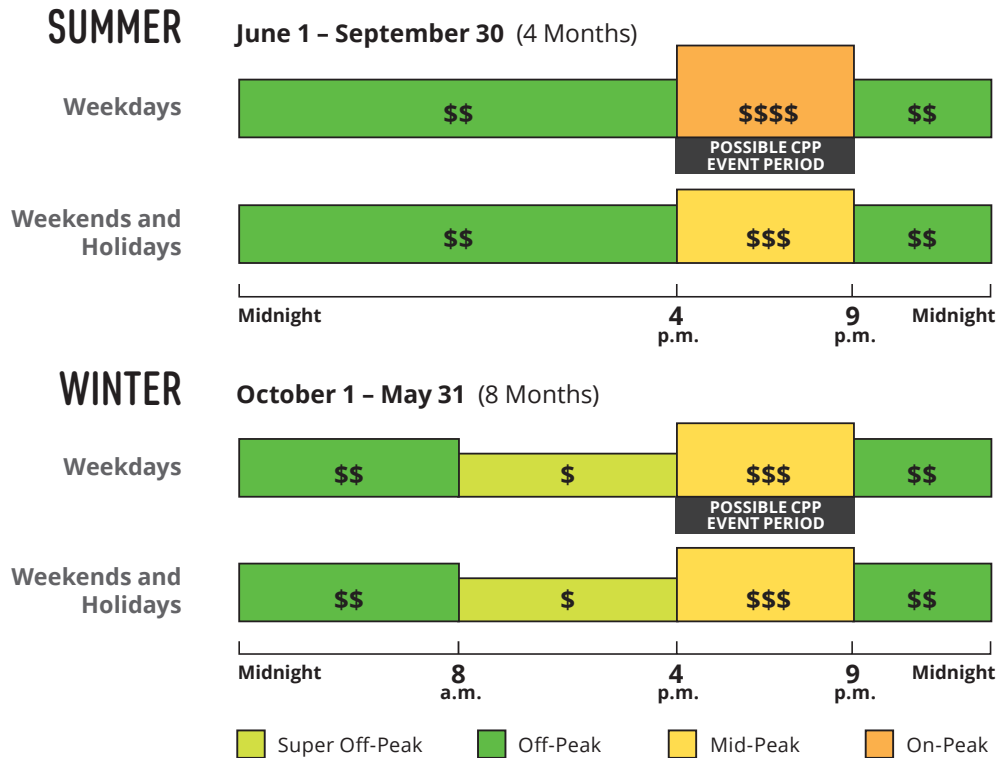 SUMMER
June 1 – September 30 (4 Months)
Weekdays
$$
$$$$
$$
POSSIBLE CPP
EVENT PERIOD
Weekends and
Holidays
$$
$$$
$$
Midnight
4
p.m.
9
p.m.
Midnight
WINTER
October 1 – May 31 (8 Months)
Weekdays
$$
$
$$$
$$
POSSIBLE CPP
EVENT PERIOD
Weekends and
Holidays
$$
$
$$$
$$
Midnight
8
a.m.
4
p.m.
9
p.m.
Midnight
Super Off-Peak
Off-Peak
Mid-Peak
On-Peak